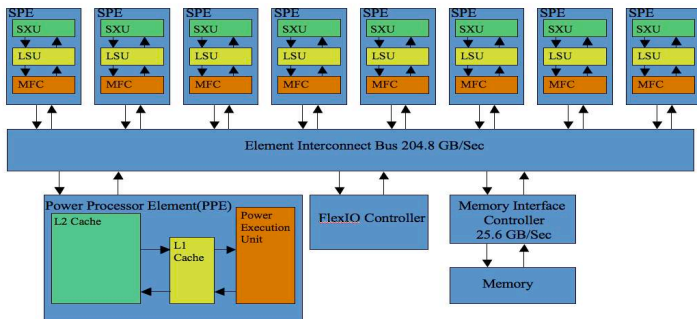 SPE SPE SPE SPE SPE SPE SPE SPE
SXU SXU SXU SXU SXU SXU SXU SXU
LSU LSU LSU LSU LSU LSU LSU LSU
MFC MFC MFC MFC MFC MFC MFC MFC
Element Interconnect Bus 204.8 GB/Sec
Power Processor Element(PPE)
L2 Cache
L1
Cache
Power
Execution
Unit
FlexIO Controller
Memory Interface
Controller
25.6 GB/Sec
Memory